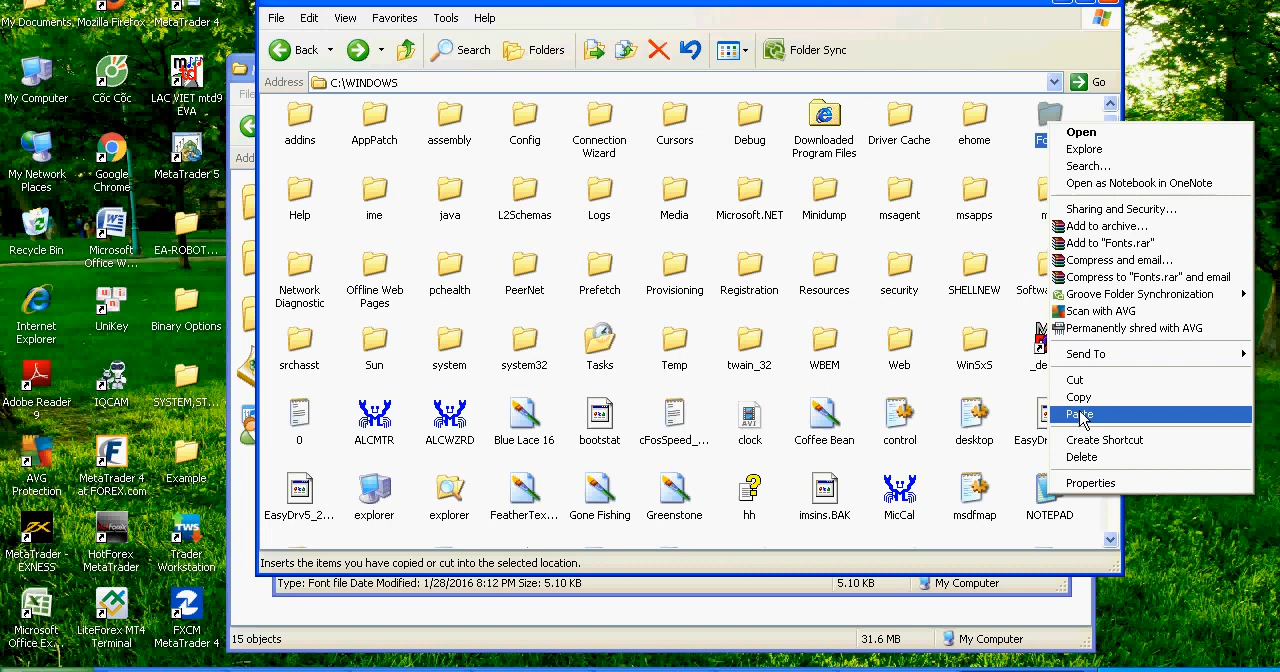 File Edit View Favorites Tools Help
Back Search Folders Folder Sync
Address C:\WINDOWS Go
addins AppPatch assembly Config Connection Wizard Cursors Debug Downloaded Program Files Driver Cache ehome
Help ime java L2Schemas Logs Media Microsoft.NET Minidump msagent msapps
Network Diagnostic Offline Web Pages pchealth PeerNet Prefetch Provisioning Registration Resources security SHELLNEW
srchasst Sun system system32 Tasks Temp twain_32 WBEM Web WinSxS _de
0 ALCMTR ALCWZRD Blue Lace 16 bootstat cFosSpeed_... clock Coffee Bean control desktop EasyDr
EasyDrv5_2... explorer explorer FeatherTex... Gone Fishing Greenstone hh imsins.BAK MicCal msdfmap NOTEPAD
Inserts the items you have copied or cut into the selected location.
Type: Font file Date Modified: 1/28/2016 8:12 PM Size: 5.10 KB 5.10 KB My Computer
15 objects 31.6 MB My Computer
Open
Explore
Search...
Open as Notebook in OneNote
Sharing and Security...
Add to archive...
Add to "Fonts.rar"
Compress and email...
Compress to "Fonts.rar" and email
Groove Folder Synchronization
Scan with AVG
Permanently shred with AVG
Send To
Cut
Copy
Paste
Create Shortcut
Delete
Properties
My Documents Mozilla Firefox MetaTrader 4
My Computer Cốc Cốc LAC VIET mtd9 EVA
My Network Places Google Chrome MetaTrader 5
Recycle Bin Microsoft Office W... EA-ROBOT...
Internet Explorer UniKey Binary Options
Adobe Reader 9 IQCAM SYSTEM,ST...
AVG Protection MetaTrader 4 at FOREX.com Example
MetaTrader - EXNESS HotForex MetaTrader Trader Workstation
Microsoft Office Ex... LiteForex MT4 Terminal FXCM MetaTrader 4